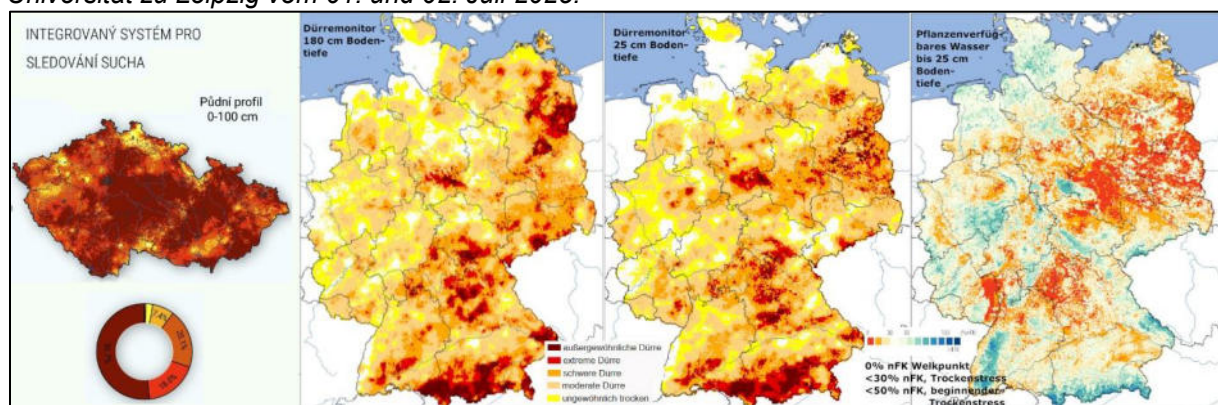 Universität zu Leipzig vom 01. und 02. Juli 2025.
INTEGROVANÝ SYSTÉM PRO
SLEDOVÁNÍ SUCHA
Půdní profil
0-100 cm
Dürremonitor
180 cm Boden-
tiefe
Dürremonitor
25 cm Boden-
tiefe
Pflanzenverfüg-
bares Wasser
bis 25 cm
Boden-
tiefe
außergewöhnliche Dürre
extreme Dürre
schwere Dürre
moderate Dürre
ungewöhnlich trocken
0% nFK Welkpunkt
<30% nFK, Trockenstress
<50% nFK, beginnender
Trockenstress